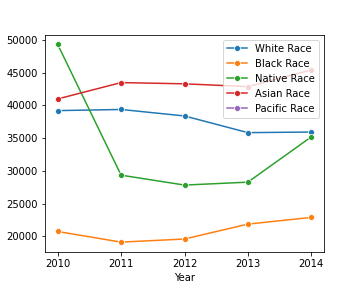 50000
45000
40000
35000
30000
25000
20000
2010 2011 2012 2013 2014
Year
White Race
Black Race
Native Race
Asian Race
Pacific Race